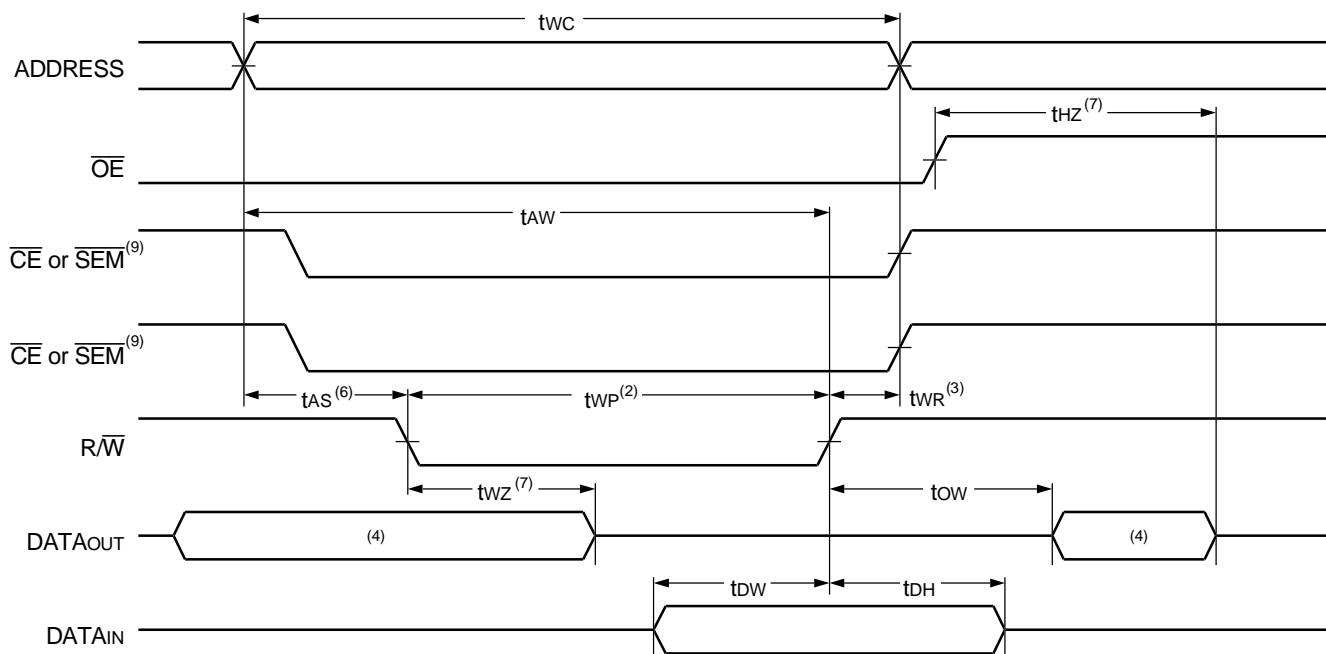 tWC
ADDRESS
tHZ(7)
OE
tAW
CE or SEM(9)
CE or SEM(9)
tAS(6)
tWP(2)
tWR(3)
R/W
tWZ(7)
tOW
DATAOUT
(4)
(4)
tDW
tDH
DATAIN